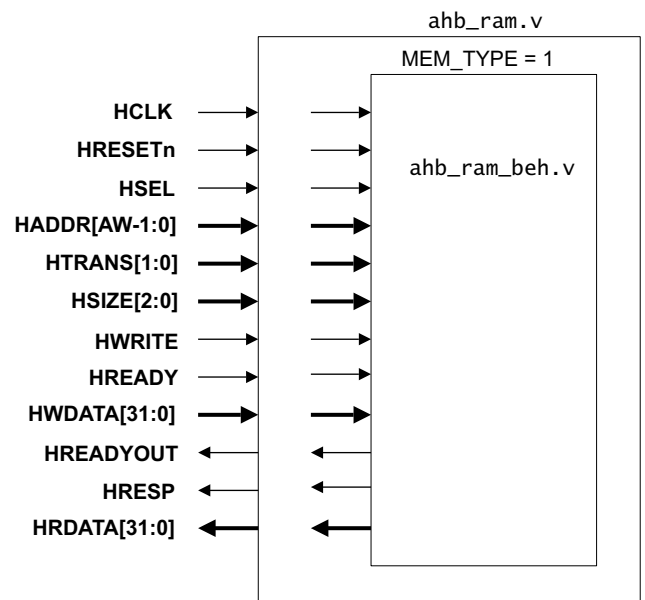 ahb_ram.v
MEM_TYPE = 1
HCLK
HRESETn
ahb_ram_beh.v
HSEL
HADDR[AW-1:0]
HTRANS[1:0]
HSIZE[2:0]
HWRITE
HREADY
HWDATA[31:0]
HREADYOUT
HRESP
HRDATA[31:0]